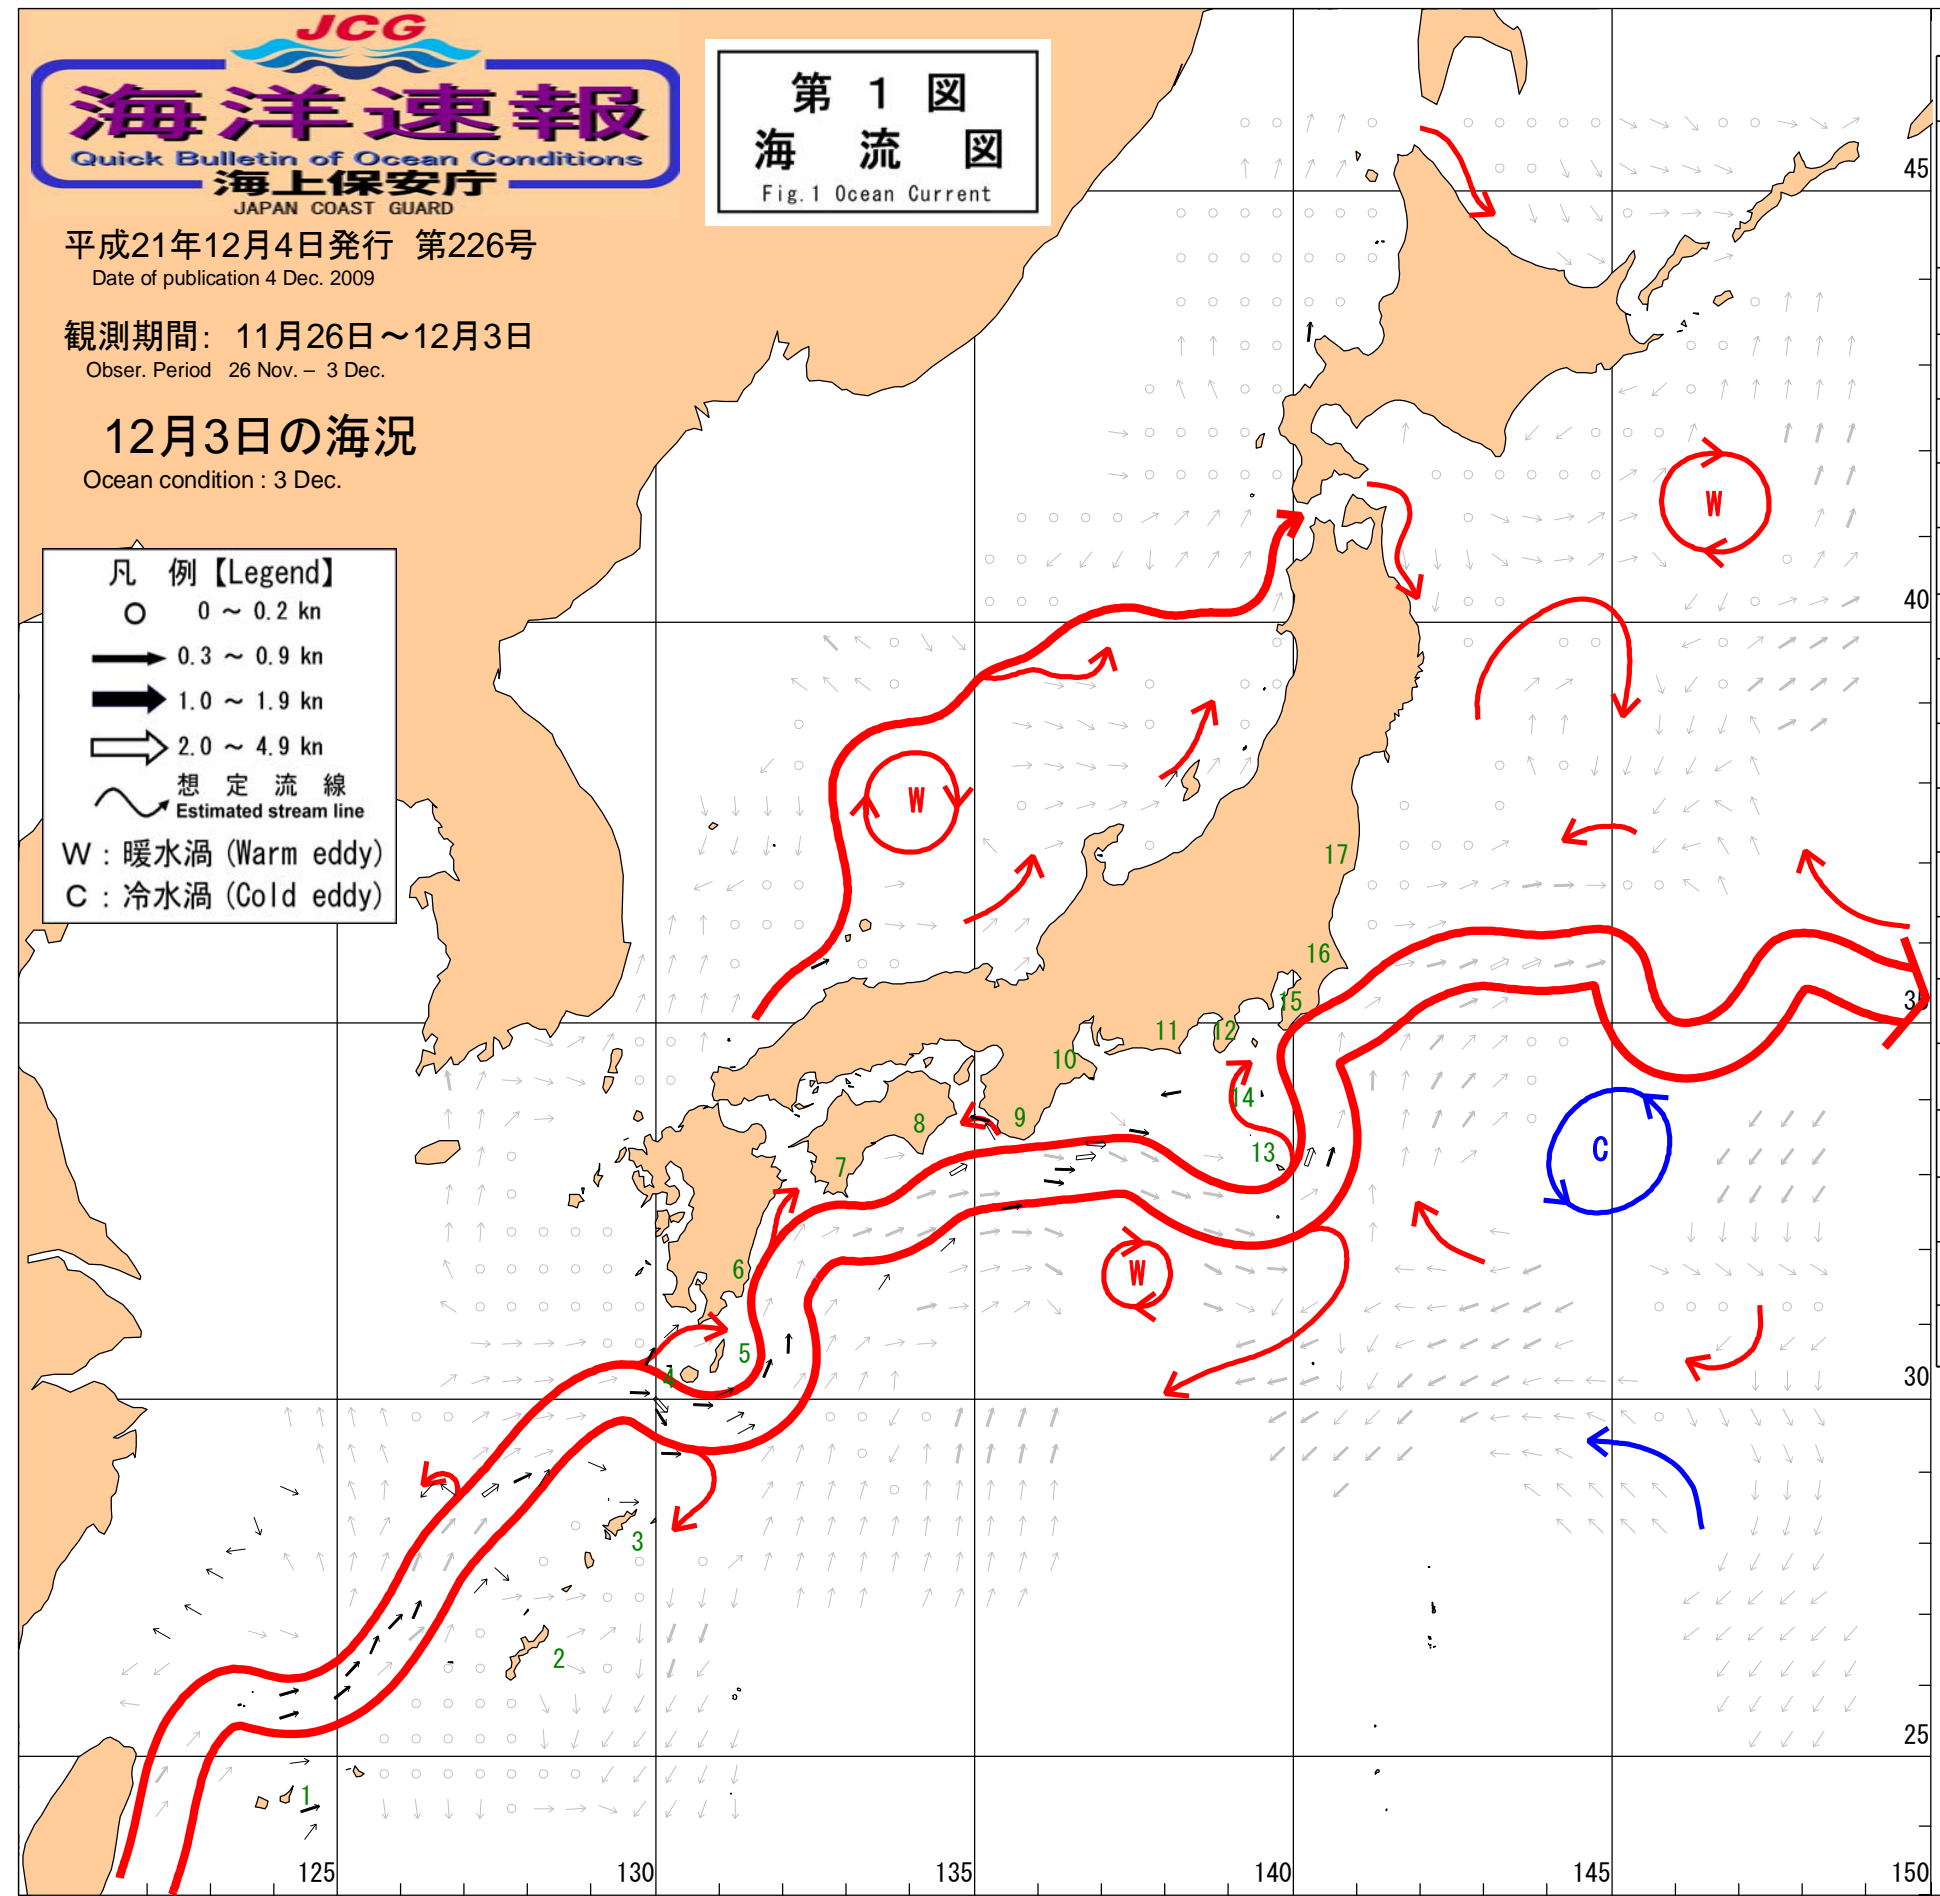 JCG
海洋速報
Quick Bulletin of Ocean Conditions
海上保安庁
JAPAN COAST GUARD
第 1 図
海 流 図
Fig.1 Ocean Current
平成21年12月4日発行 第226号
Date of publication 4 Dec. 2009
観測期間: 11月26日～12月3日
Obser. Period 26 Nov. – 3 Dec.
12月3日の海況
Ocean condition : 3 Dec.
凡 例【Legend】
0 ～ 0.2 kn
0.3 ～ 0.9 kn
1.0 ～ 1.9 kn
2.0 ～ 4.9 kn
想 定 流 線
Estimated stream line
W : 暖水渦 (Warm eddy)
C : 冷水渦 (Cold eddy)
45
W
40
W
17
16
15
35
11
12
10
14
9
8
13
C
7
6
W
5
4
30
3
2
25
1
125
130
135
140
145
150